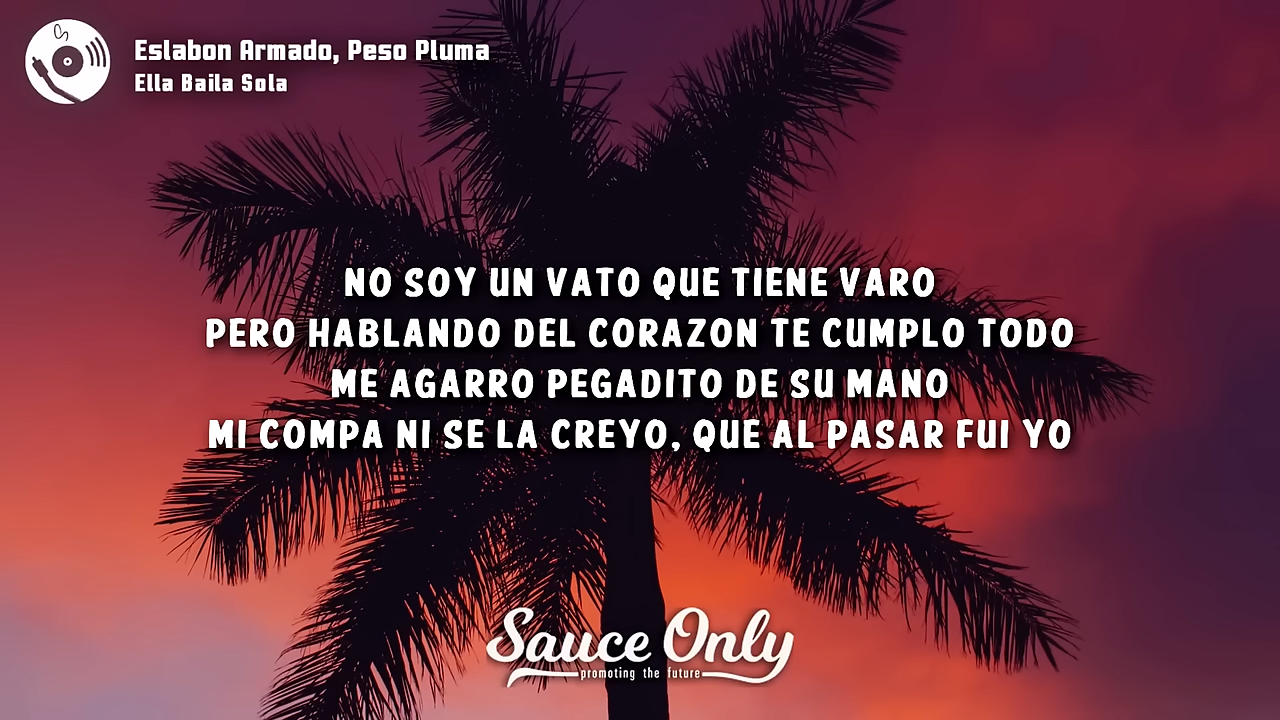 Eslabon Armado, Peso Pluma
Ella Baila Sola
NO SOY UN VATO QUE TIENE VARO
PERO HABLANDO DEL CORAZON TE CUMPLO TODO
ME AGARRO PEGADITO DE SU MANO
MI COMPA NI SE LA CREYO, QUE AL PASAR FUI YO
Sauce Only
promoting the future